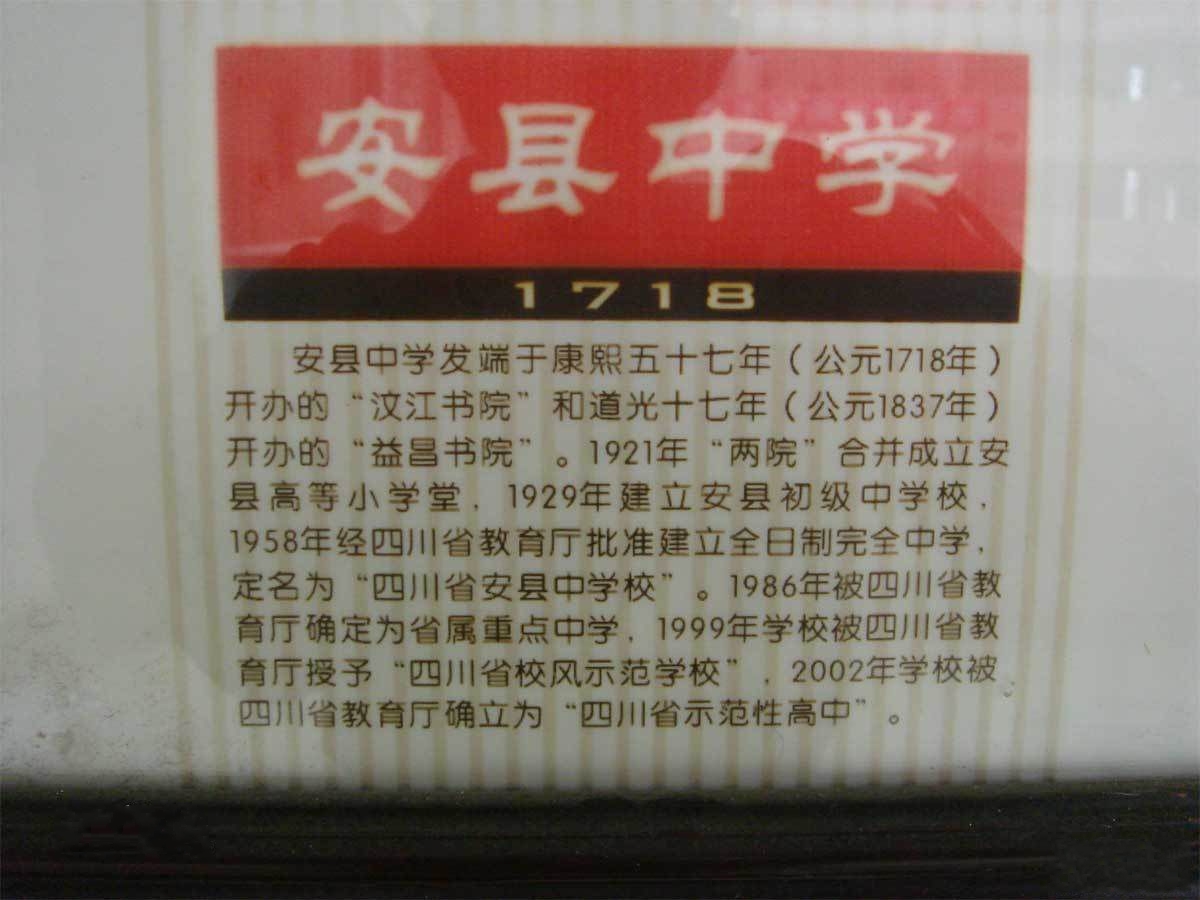 安县中学
1718
安县中学发端于康熙五十七年（公元1718年）
开办的“汶江书院”和道光十七年（公元1837年）
开办的“益昌书院”。1921年“两院”合并成立安
县高等小学堂，1929年建立安县初级中学校，
1958年经四川省教育厅批准建立全日制完全中学，
定名为“四川省安县中学校”。1986年被四川省教
育厅确定为省属重点中学，1999年学校被四川省教
育厅授予“四川省校风示范学校”，2002年学校被
四川省教育厅确立为“四川省示范性高中”。